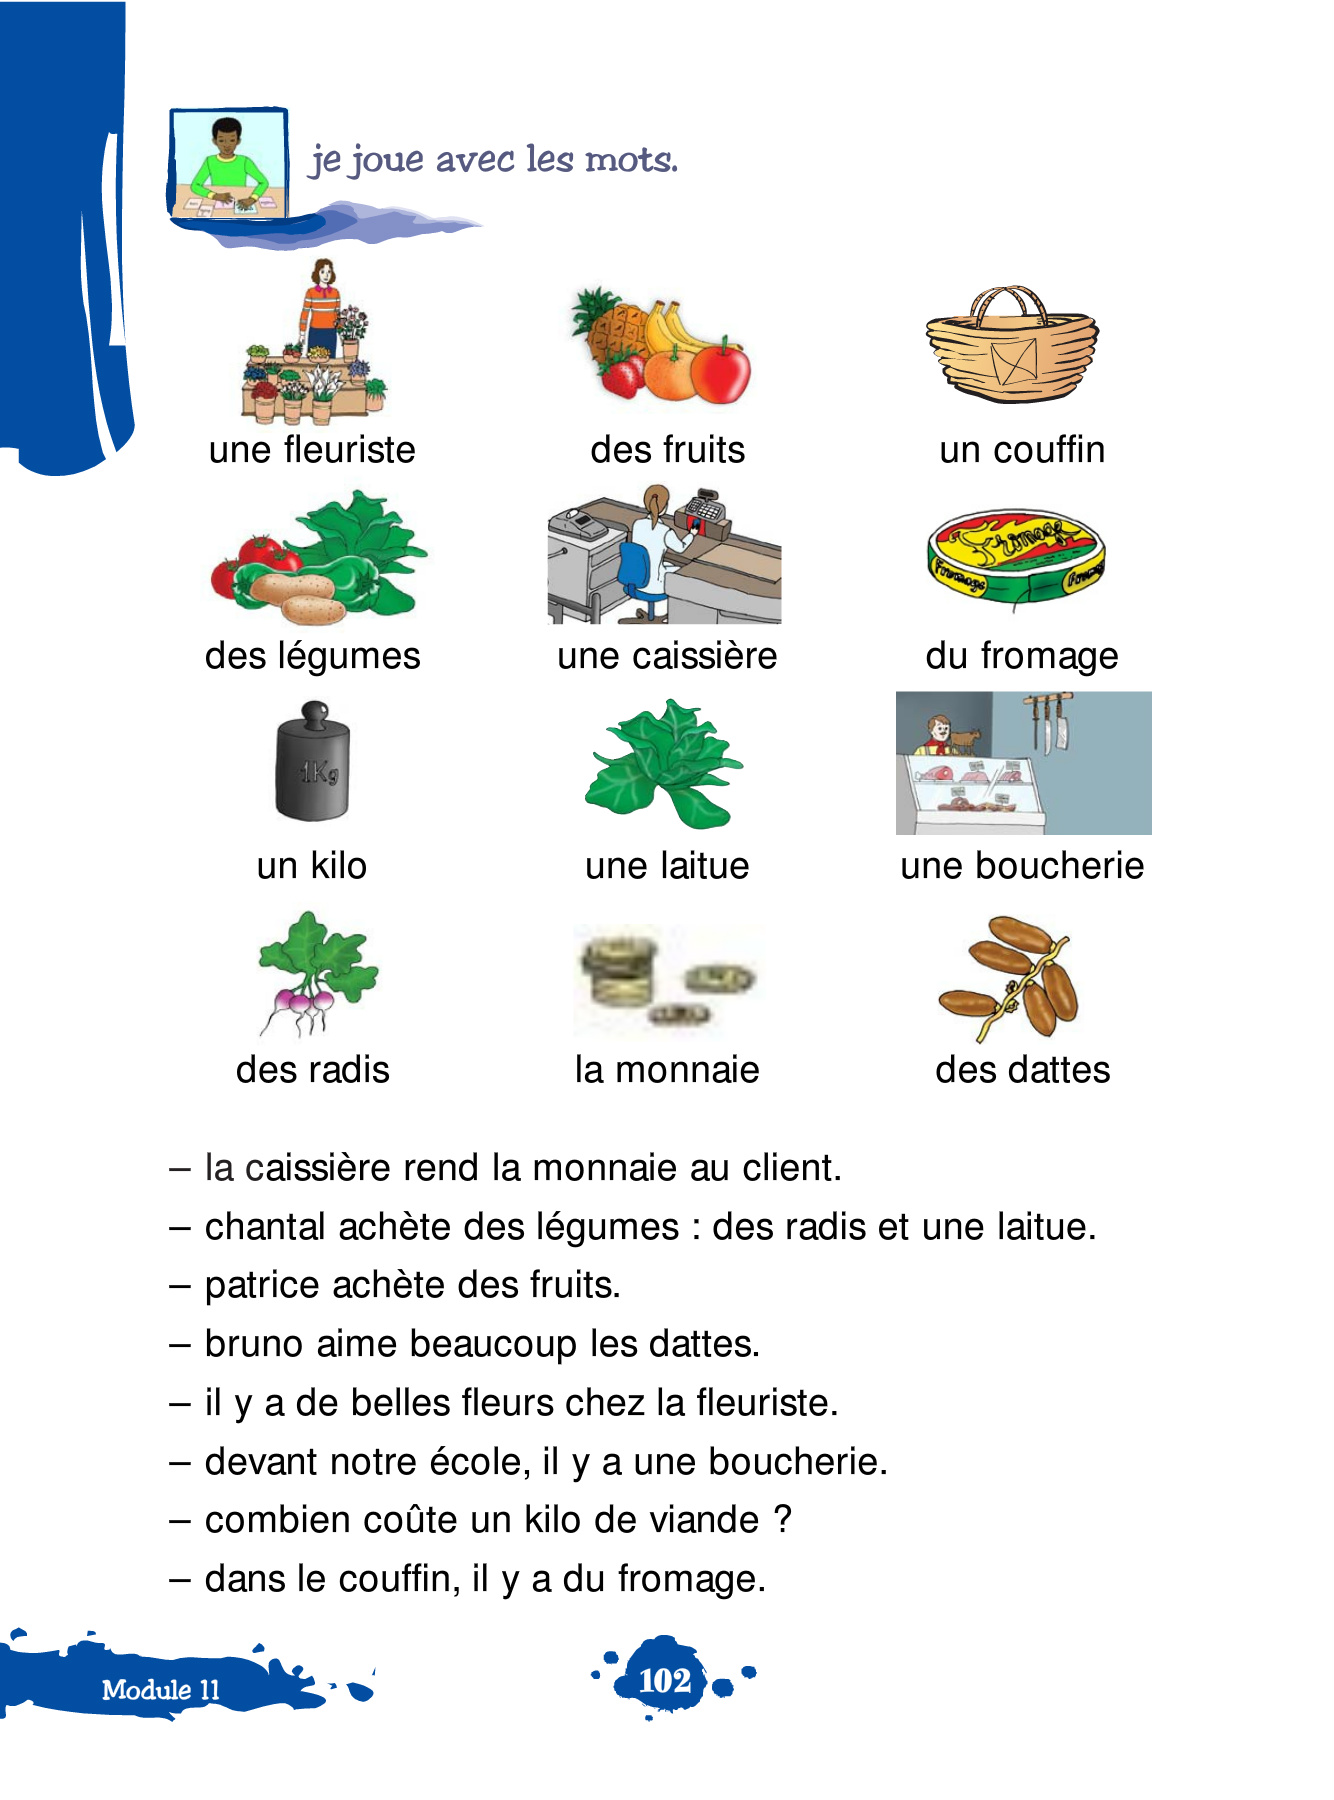 je joue avec les mots.
une fleuriste
des fruits
un couffin
des légumes
une caissière
du fromage
1Kg
un kilo
une laitue
une boucherie
des radis
la monnaie
des dattes
– la caissière rend la monnaie au client.
– chantal achète des légumes : des radis et une laitue.
– patrice achète des fruits.
– bruno aime beaucoup les dattes.
– il y a de belles fleurs chez la fleuriste.
– devant notre école, il y a une boucherie.
– combien coûte un kilo de viande ?
– dans le couffin, il y a du fromage.
Module 11
102